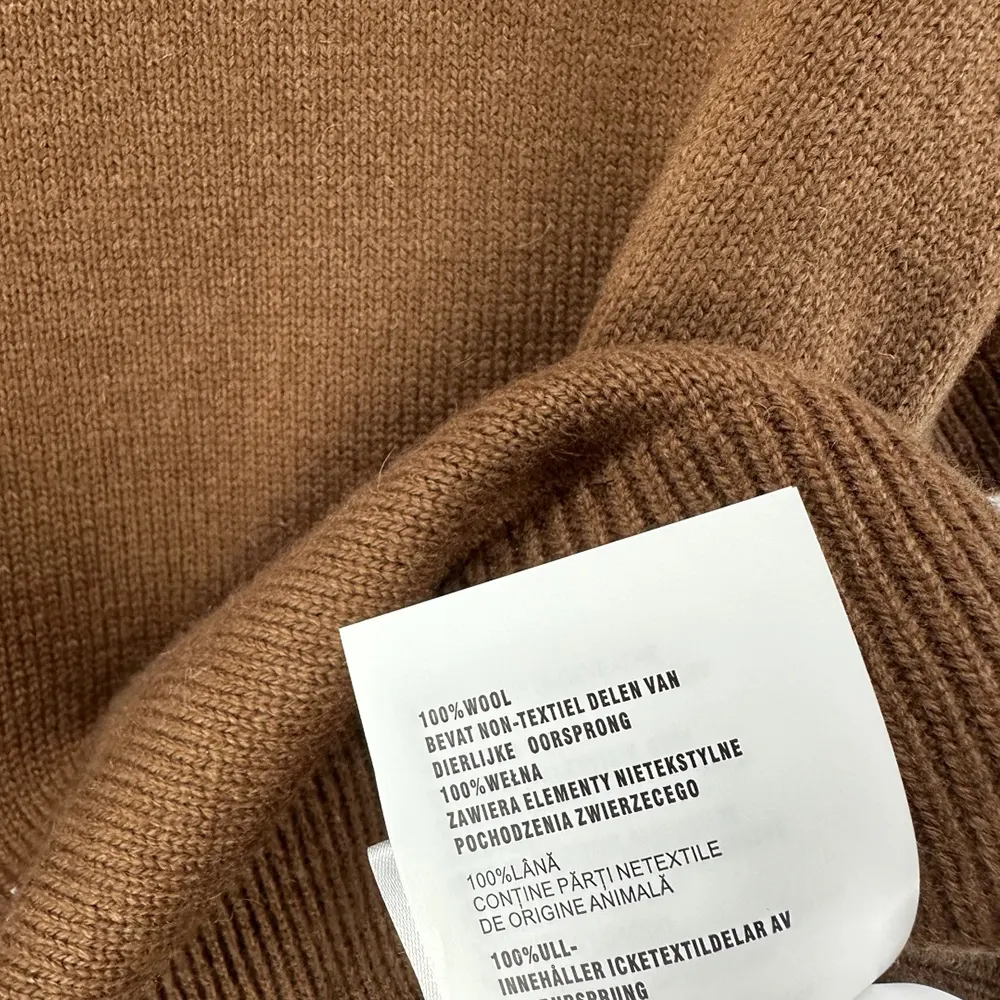 100%WOOL
BEVAT NON-TEXTIEL DELEN VAN
DIERLIJKE OORSPRONG
100%WEŁNA
ZAWIERA ELEMENTY NIETEKSTYLNE
POCHODZENIA ZWIERZECEGO
100%LÂNĂ
CONȚINE PĂRȚI NETEXTILE
DE ORIGINE ANIMALĂ
100%ULL-
INNEHÅLLER ICKETEXTILDELAR AV